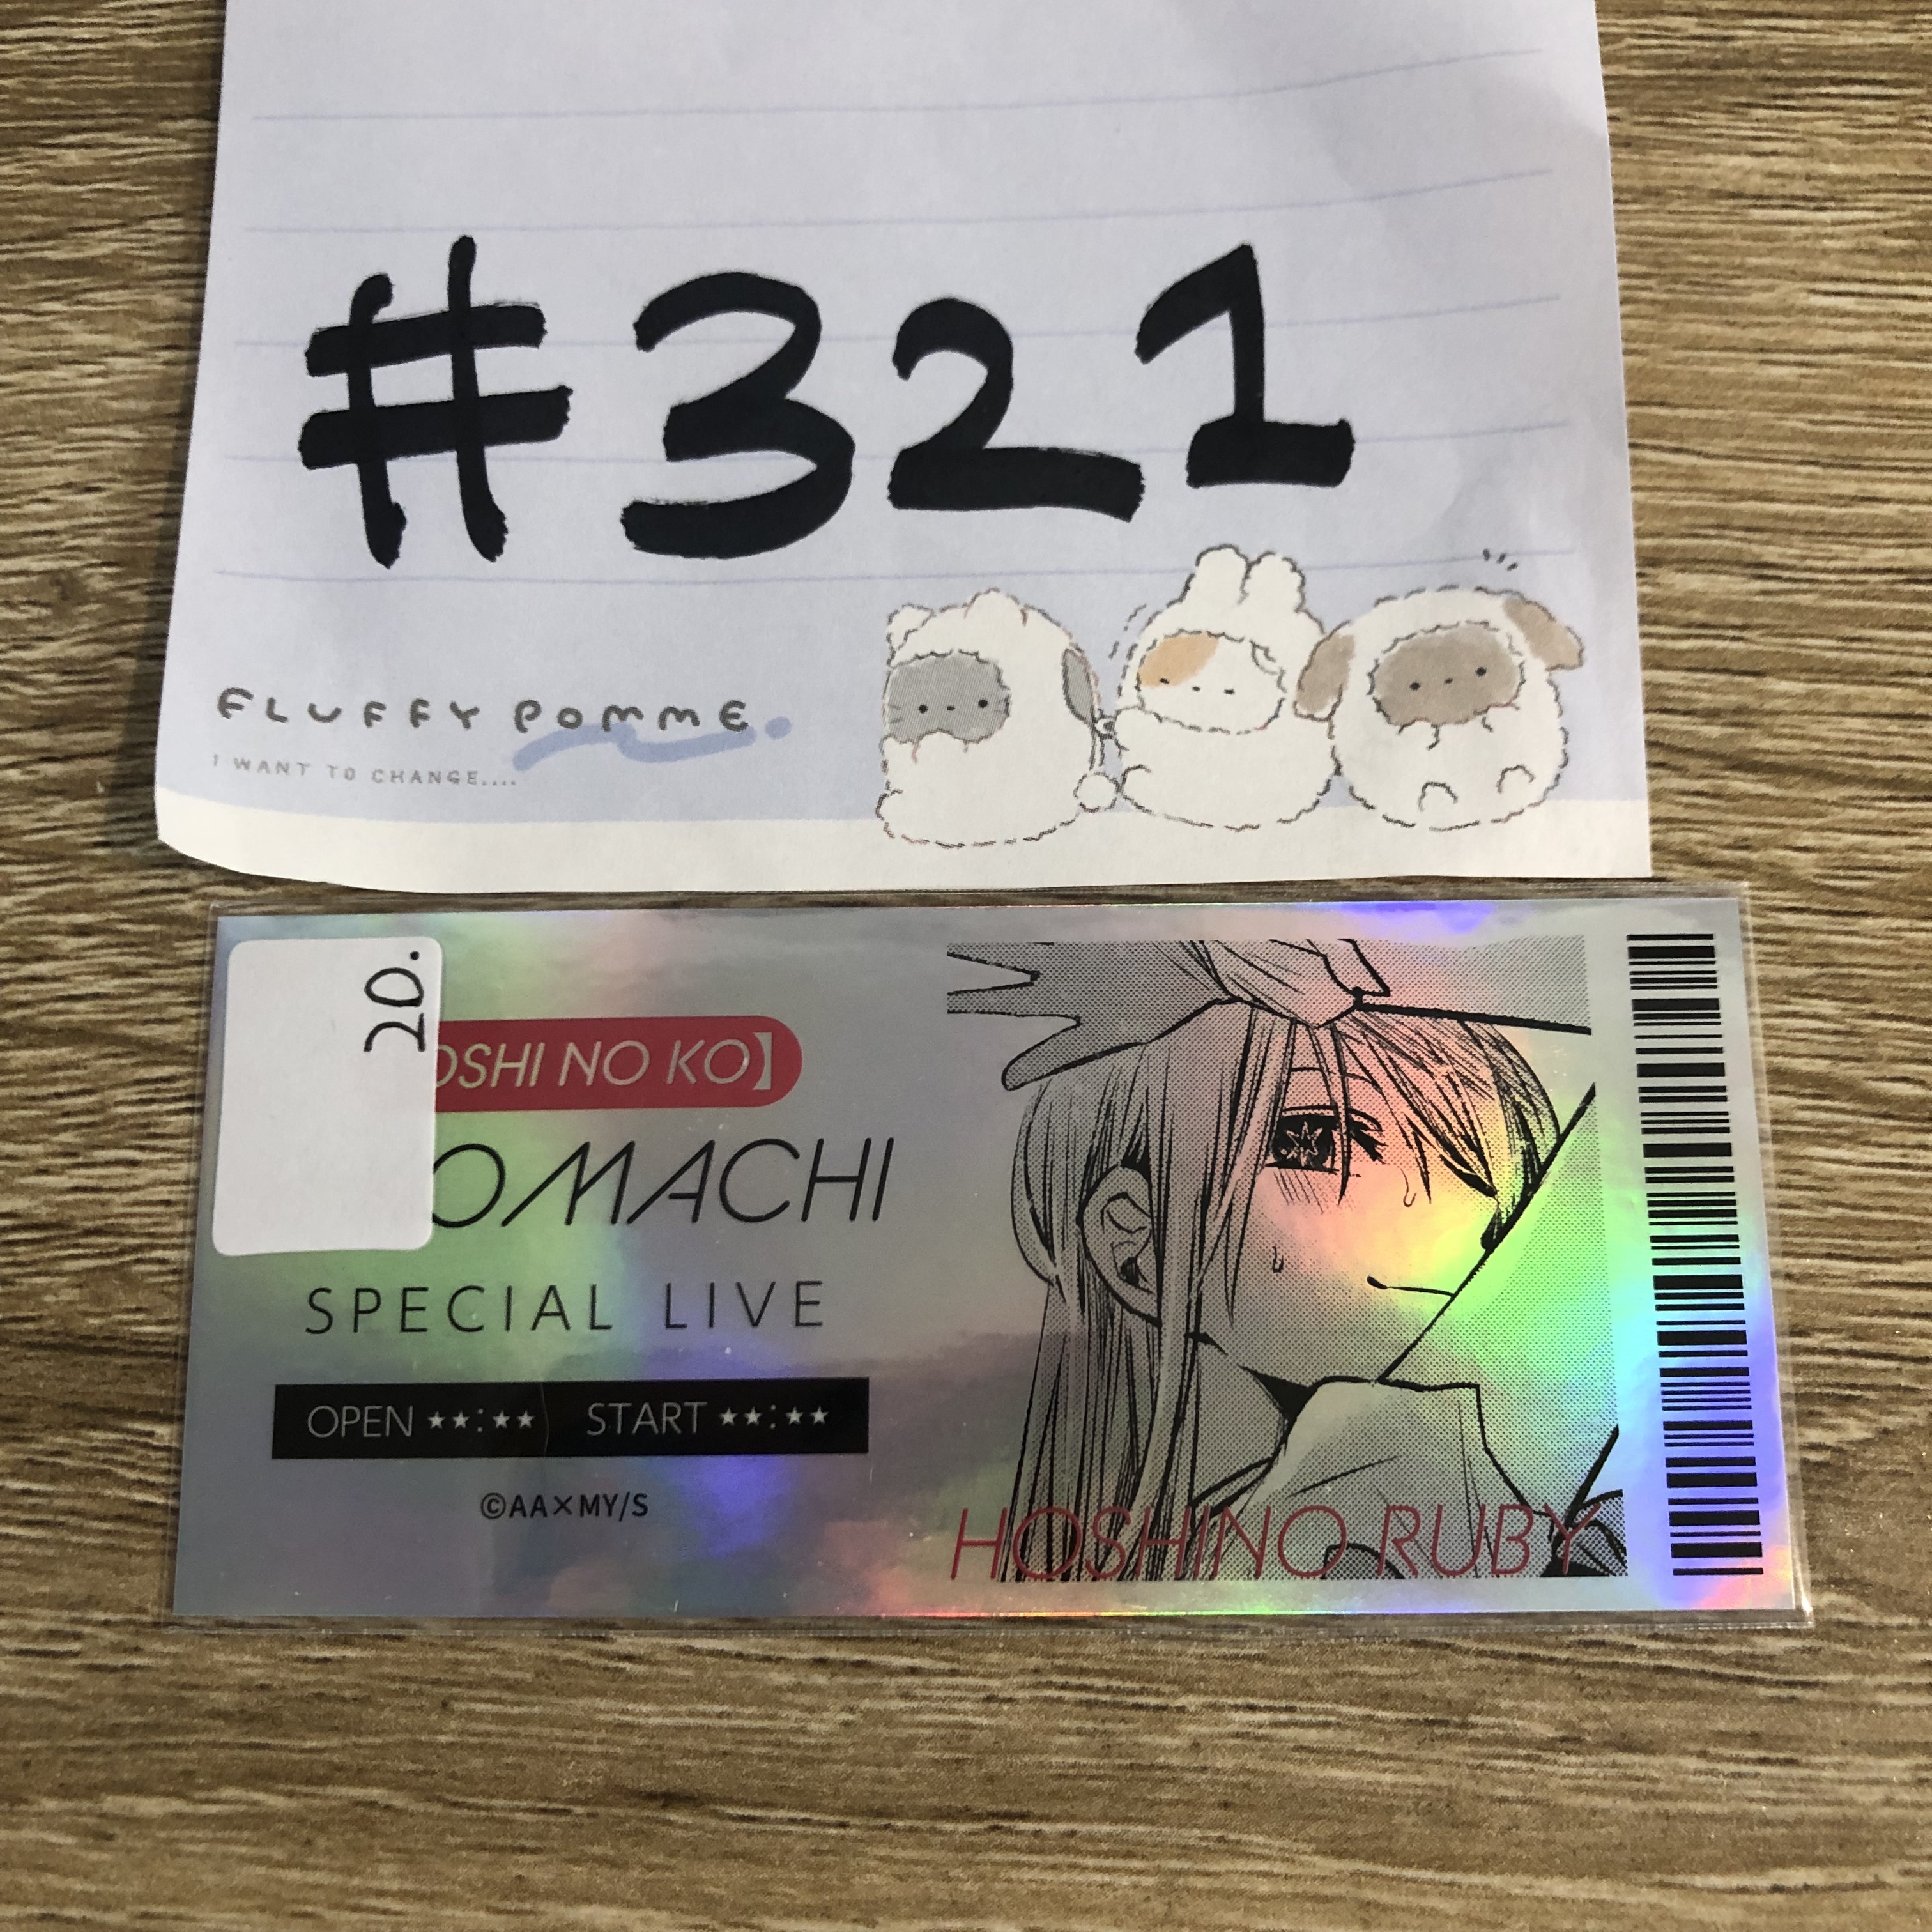 #321
FLUFFY POMME.
I WANT TO CHANGE....
20.
OSHI NO KO】
OMACHI
SPECIAL LIVE
OPEN ★★:★★ START ★★:★★
©AA×MY/S
HOSHINO RUBY